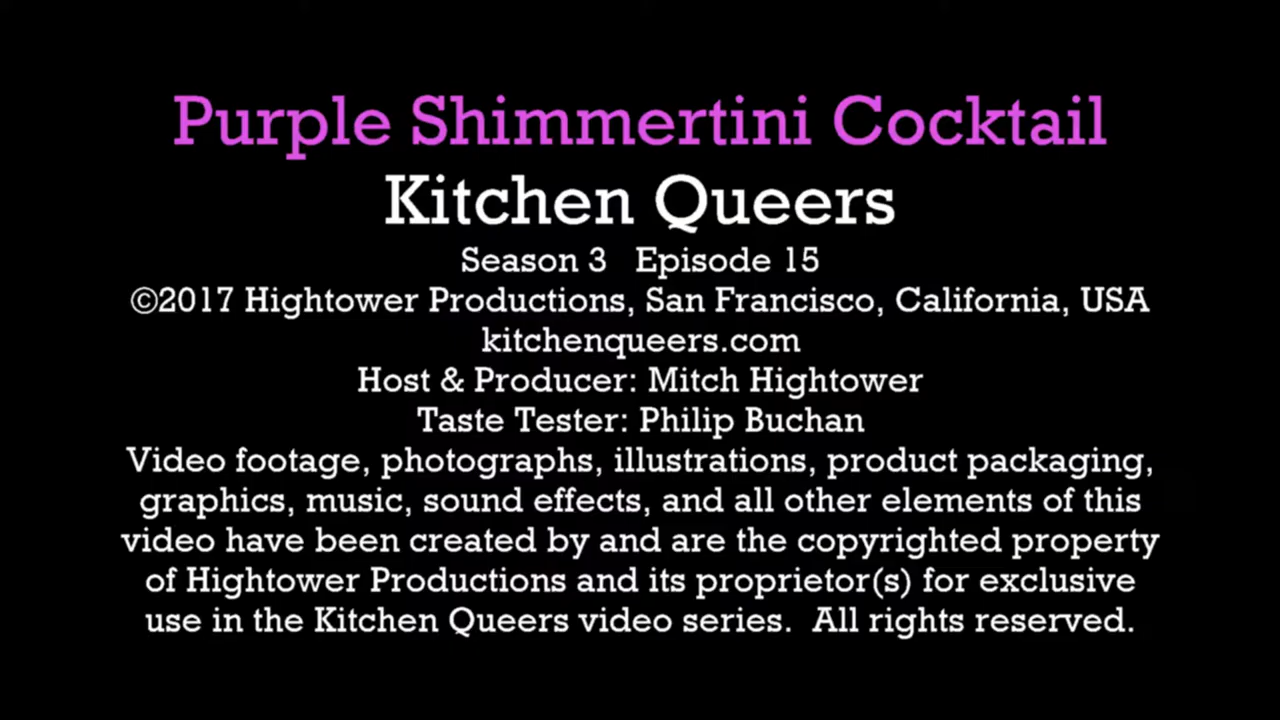 Purple Shimmertini Cocktail
Kitchen Queers
Season 3   Episode 15
©2017 Hightower Productions, San Francisco, California, USA
kitchenqueers.com
Host & Producer: Mitch Hightower
Taste Tester: Philip Buchan
Video footage, photographs, illustrations, product packaging,
graphics, music, sound effects, and all other elements of this
video have been created by and are the copyrighted property
of Hightower Productions and its proprietor(s) for exclusive
use in the Kitchen Queers video series.  All rights reserved.